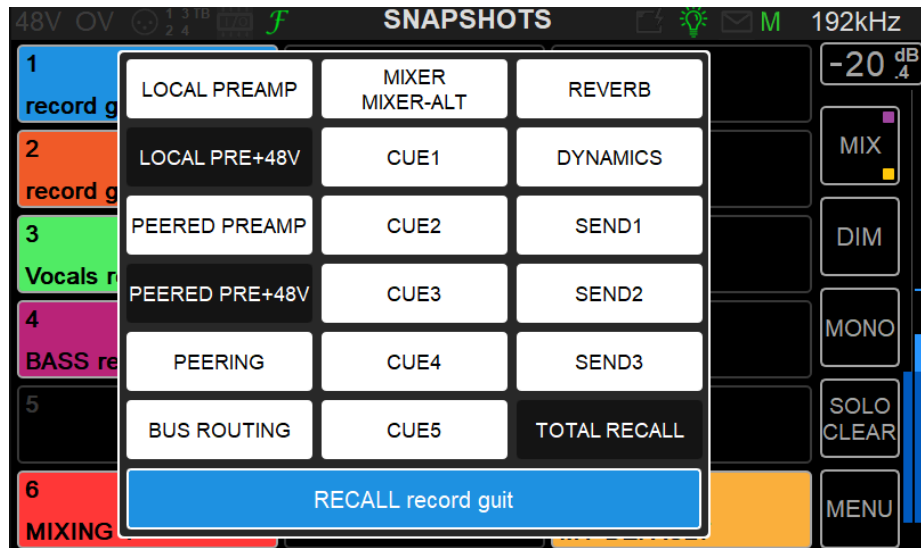 48V OV 1 3 TB SNAPSHOTS M 192kHz
2 4
1
record g
2
record g
3
Vocals r
4
BASS re
5
6
MIXING
LOCAL PREAMP
MIXER
MIXER-ALT
REVERB
LOCAL PRE+48V
CUE1
DYNAMICS
PEERED PREAMP
CUE2
SEND1
PEERED PRE+48V
CUE3
SEND2
PEERING
CUE4
SEND3
BUS ROUTING
CUE5
TOTAL RECALL
RECALL record guit
-20 dB
.4
MIX
DIM
MONO
SOLO
CLEAR
MENU